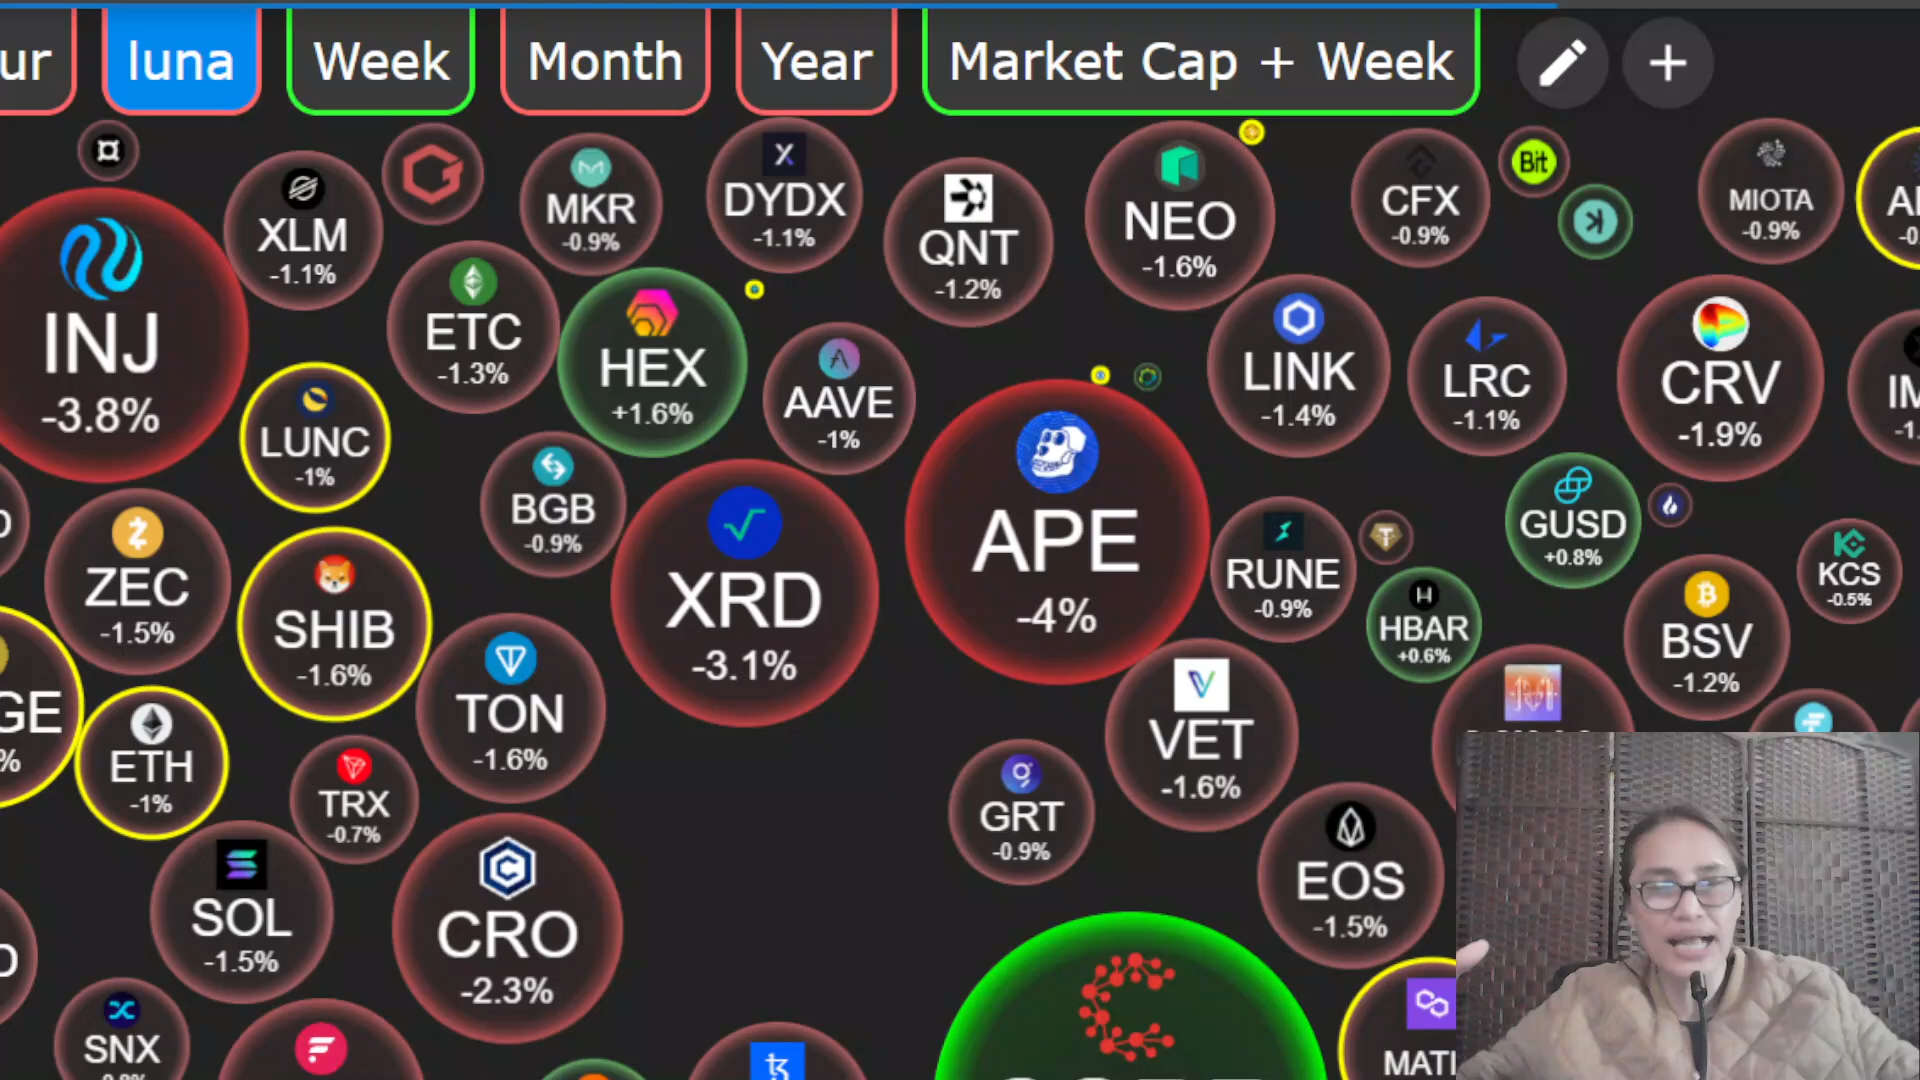 ur
luna
Week
Month
Year
Market Cap + Week
INJ
-3.8%
XLM
-1.1%
MKR
-0.9%
X
DYDX
-1.1%
QNT
-1.2%
NEO
-1.6%
CFX
-0.9%
Bit
MIOTA
-0.9%
ETC
-1.3%
HEX
+1.6%
AAVE
-1%
LINK
-1.4%
LRC
-1.1%
CRV
-1.9%
LUNC
-1%
BGB
-0.9%
XRD
-3.1%
APE
-4%
RUNE
-0.9%
GUSD
+0.8%
HBAR
+0.6%
KCS
-0.5%
BSV
-1.2%
ZEC
-1.5%
SHIB
-1.6%
TON
-1.6%
GE
%
ETH
-1%
TRX
-0.7%
VET
-1.6%
GRT
-0.9%
EOS
-1.5%
SOL
-1.5%
CRO
-2.3%
SNX
MATI